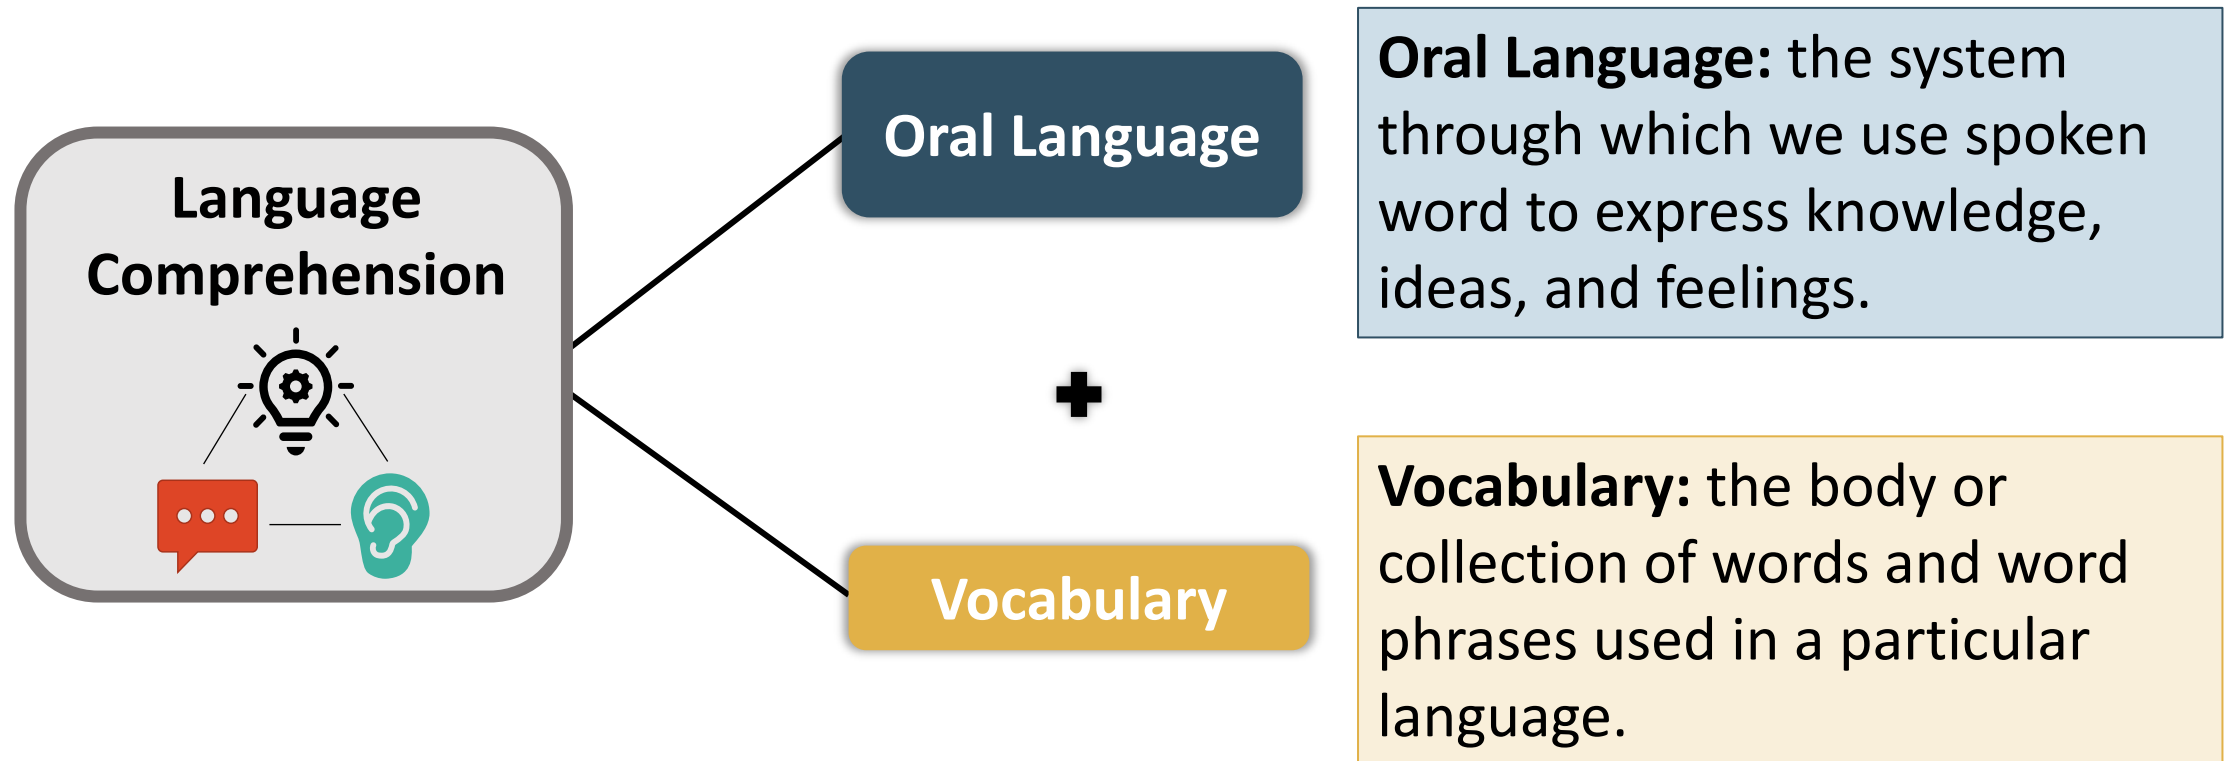 Language
Comprehension
Oral Language
Vocabulary
Oral Language: the system
through which we use spoken
word to express knowledge,
ideas, and feelings.
Vocabulary: the body or
collection of words and word
phrases used in a particular
language.